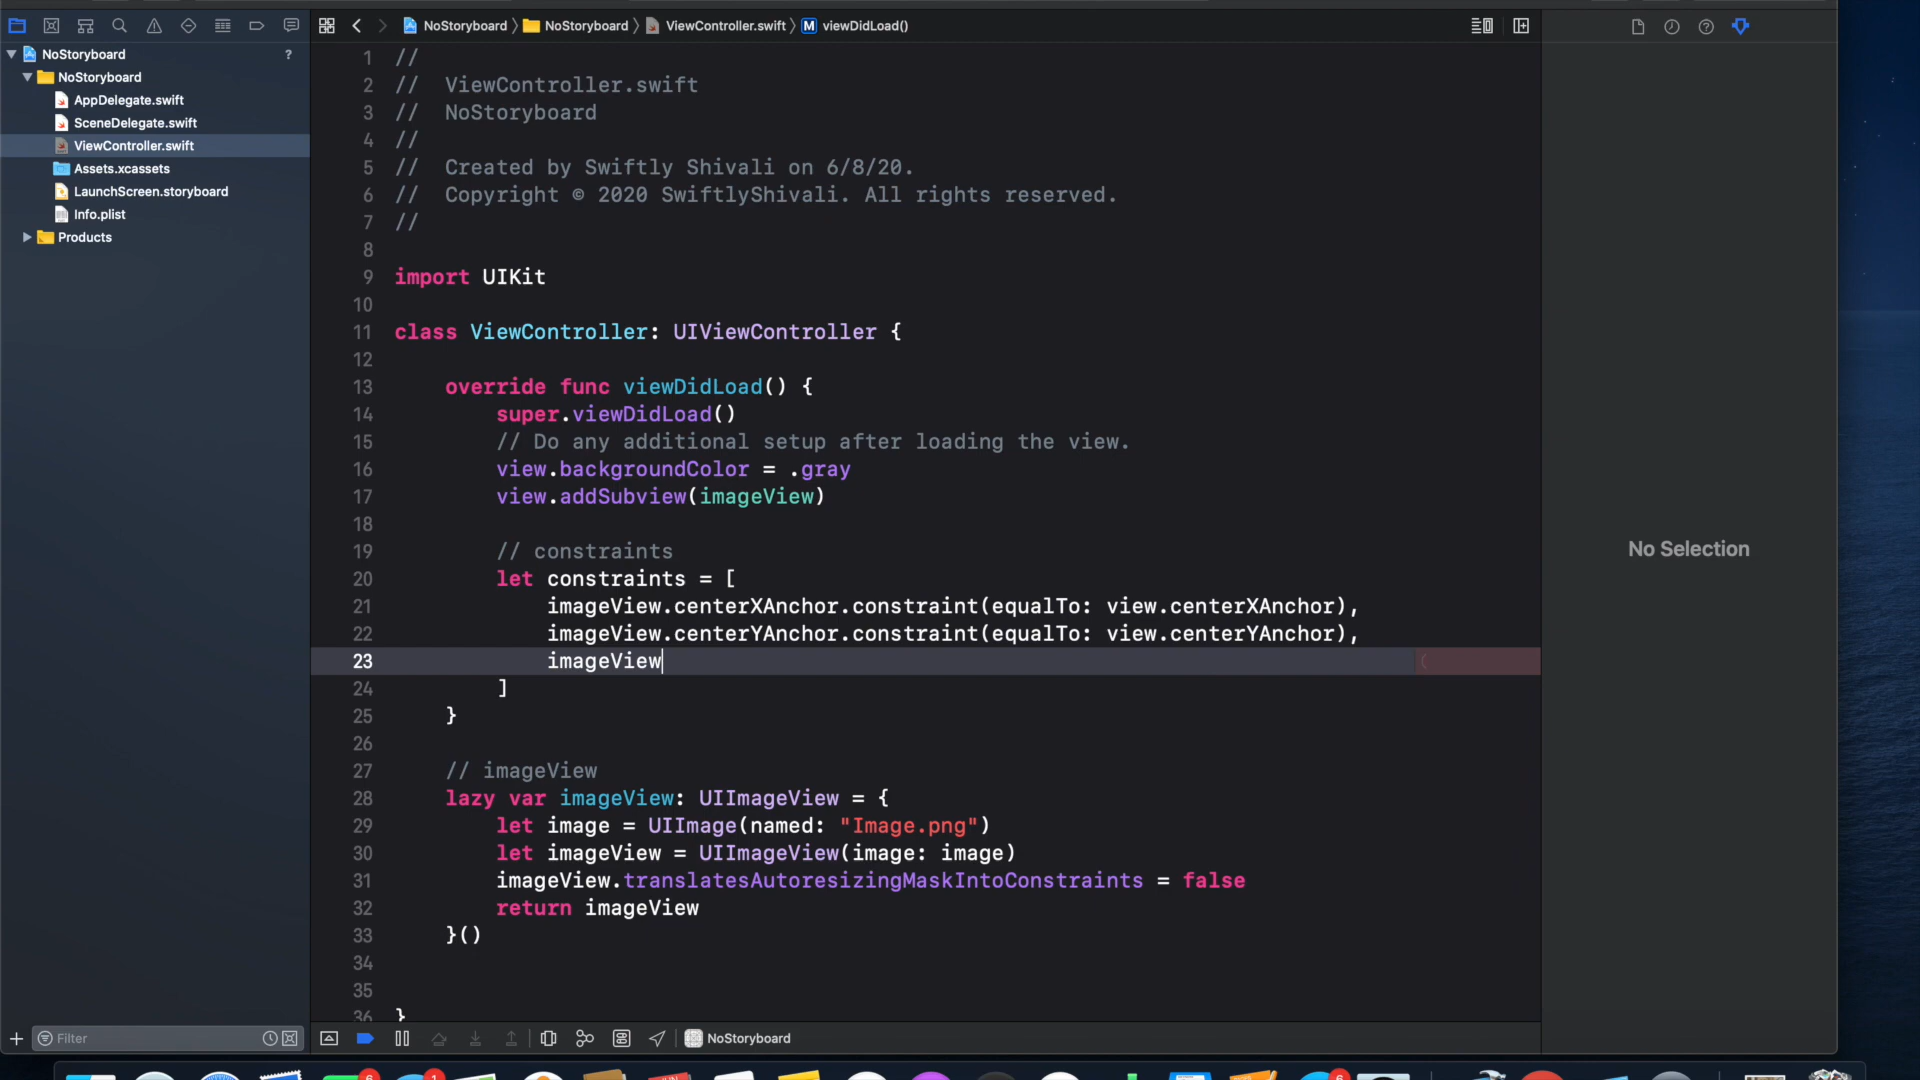 NoStoryboard
?
NoStoryboard
AppDelegate.swift
SceneDelegate.swift
ViewController.swift
Assets.xcassets
LaunchScreen.storyboard
Info.plist
Products
Filter
NoStoryboard 〉 NoStoryboard 〉 ViewController.swift 〉 M viewDidLoad()
1 //
2 //  ViewController.swift
3 //  NoStoryboard
4 //
5 //  Created by Swiftly Shivali on 6/8/20.
6 //  Copyright © 2020 SwiftlyShivali. All rights reserved.
7 //
8
9 import UIKit
10
11 class ViewController: UIViewController {
12
13     override func viewDidLoad() {
14         super.viewDidLoad()
15         // Do any additional setup after loading the view.
16         view.backgroundColor = .gray
17         view.addSubview(imageView)
18
19         // constraints
20         let constraints = [
21             imageView.centerXAnchor.constraint(equalTo: view.centerXAnchor),
22             imageView.centerYAnchor.constraint(equalTo: view.centerYAnchor),
23             imageView
24         ]
25     }
26
27     // imageView
28     lazy var imageView: UIImageView = {
29         let image = UIImage(named: "Image.png")
30         let imageView = UIImageView(image: image)
31         imageView.translatesAutoresizingMaskIntoConstraints = false
32         return imageView
33     }()
34
35
36 }
NoStoryboard
No Selection
6
1
6